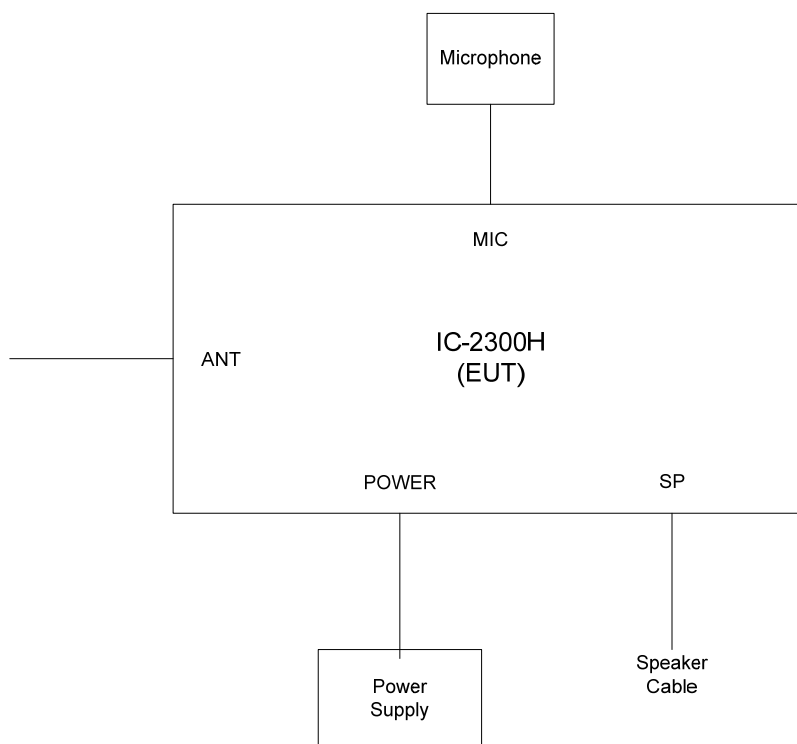 Microphone
MIC
ANT
IC-2300H
(EUT)
POWER
SP
Power
Supply
Speaker
Cable